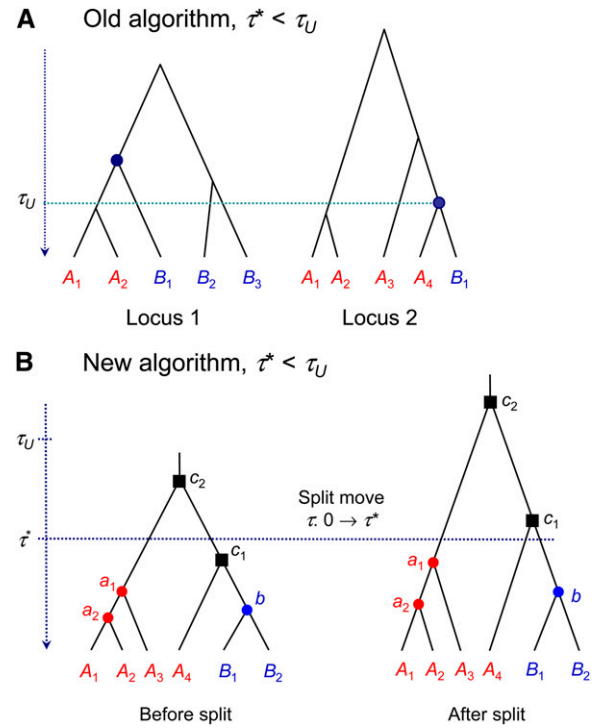 A Old algorithm, τ* < τU
τU
A1 A2 B1 B2 B3 A1 A2 A3 A4 B1
Locus 1 Locus 2
B New algorithm, τ* < τU
c2
τU
c2
Split move
τ: 0 → τ*
c1
τ*
c1
a1
a1
b
a2
b
a2
A1 A2 A3 A4 B1 B2 A1 A2 A3 A4 B1 B2
Before split After split